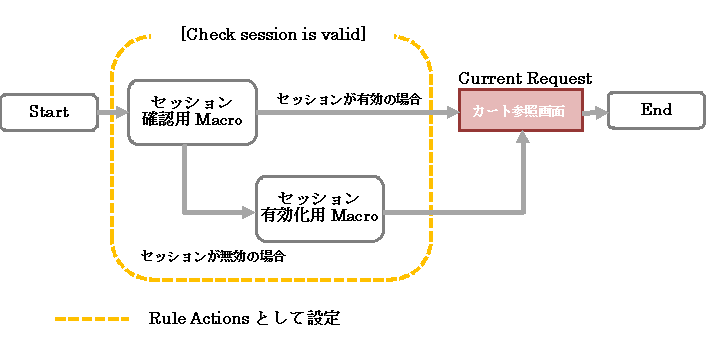 [Check session is valid]
Current Request
Start
セッション
確認用 Macro
セッションが有効の場合
カート参照画面
End
セッション
有効化用 Macro
セッションが無効の場合
Rule Actions として設定